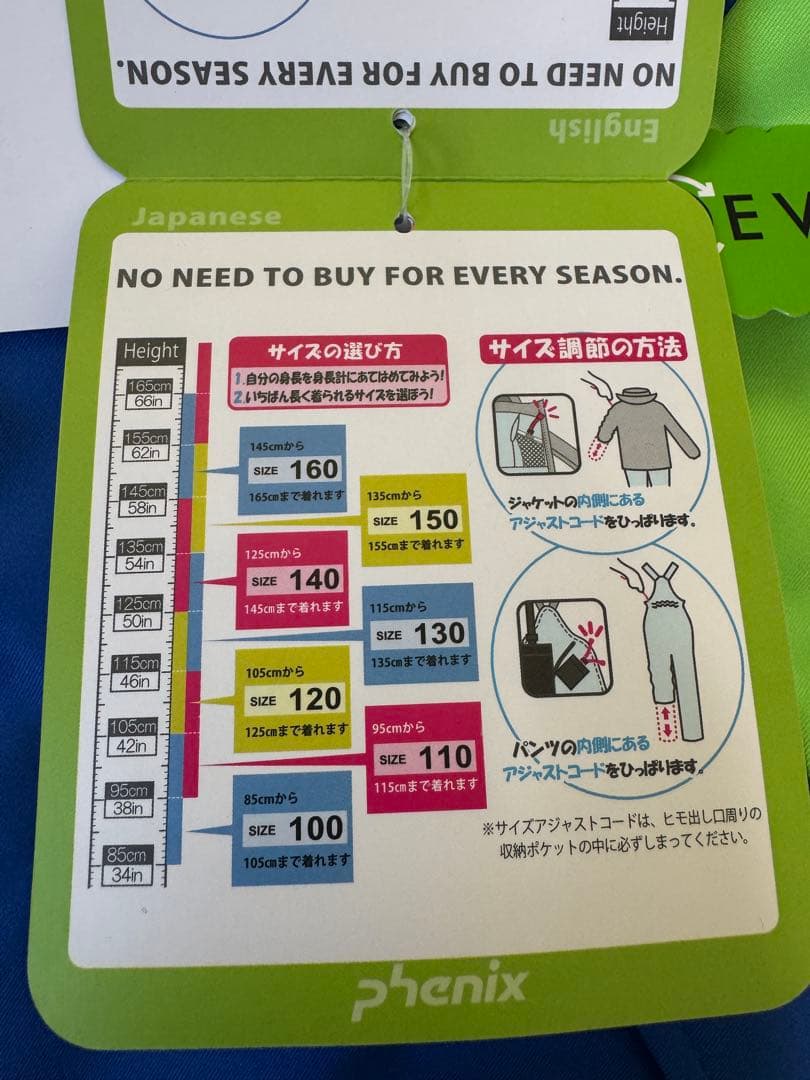 Height
NO NEED TO BUY FOR EVERY SEASON.
English
EV
Japanese
NO NEED TO BUY FOR EVERY SEASON.
Height
165cm
66in
155cm
62in
145cm
58in
135cm
54in
125cm
50in
115cm
46in
105cm
42in
95cm
38in
85cm
34in
サイズの選び方
1.自分の身長を身長計にあてはめてみよう!
2.いちばん長く着られるサイズを選ぼう!
145cmから
SIZE 160
165cmまで着れます
135cmから
SIZE 150
155cmまで着れます
125cmから
SIZE 140
145cmまで着れます
115cmから
SIZE 130
135cmまで着れます
105cmから
SIZE 120
125cmまで着れます
95cmから
SIZE 110
115cmまで着れます
85cmから
SIZE 100
105cmまで着れます
サイズ調節の方法
ジャケットの内側にある
アジャストコードをひっぱります。
パンツの内側にある
アジャストコードをひっぱります。
※サイズアジャストコードは、ヒモ出し口周りの
収納ポケットの中に必ずしまってください。
phenix